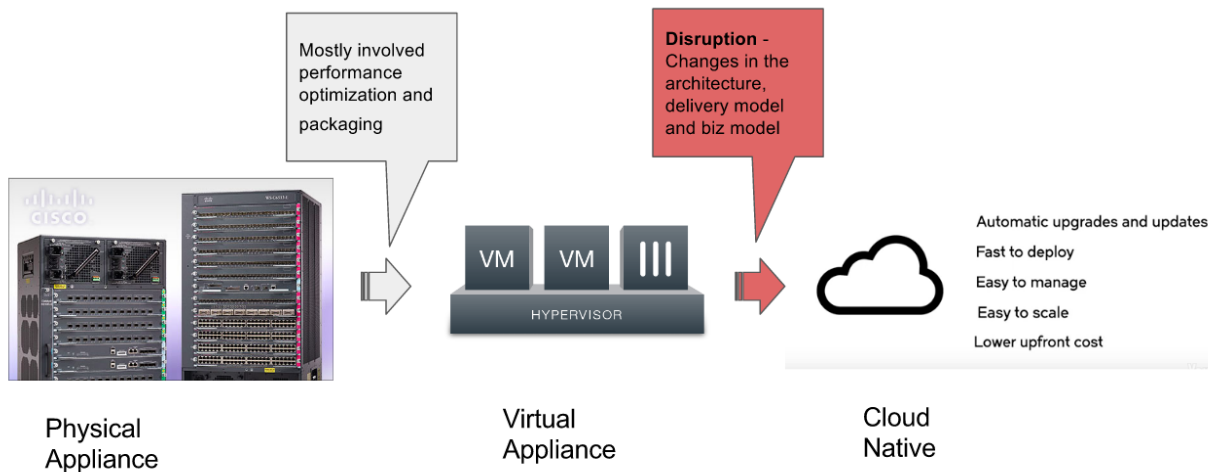 Mostly involved
performance
optimization and
packaging
Disruption -
Changes in the
architecture,
delivery model
and biz model
CISCO
VM
VM
HYPERVISOR
Automatic upgrades and updates
Fast to deploy
Easy to manage
Easy to scale
Lower upfront cost
Physical
Appliance
Virtual
Appliance
Cloud
Native